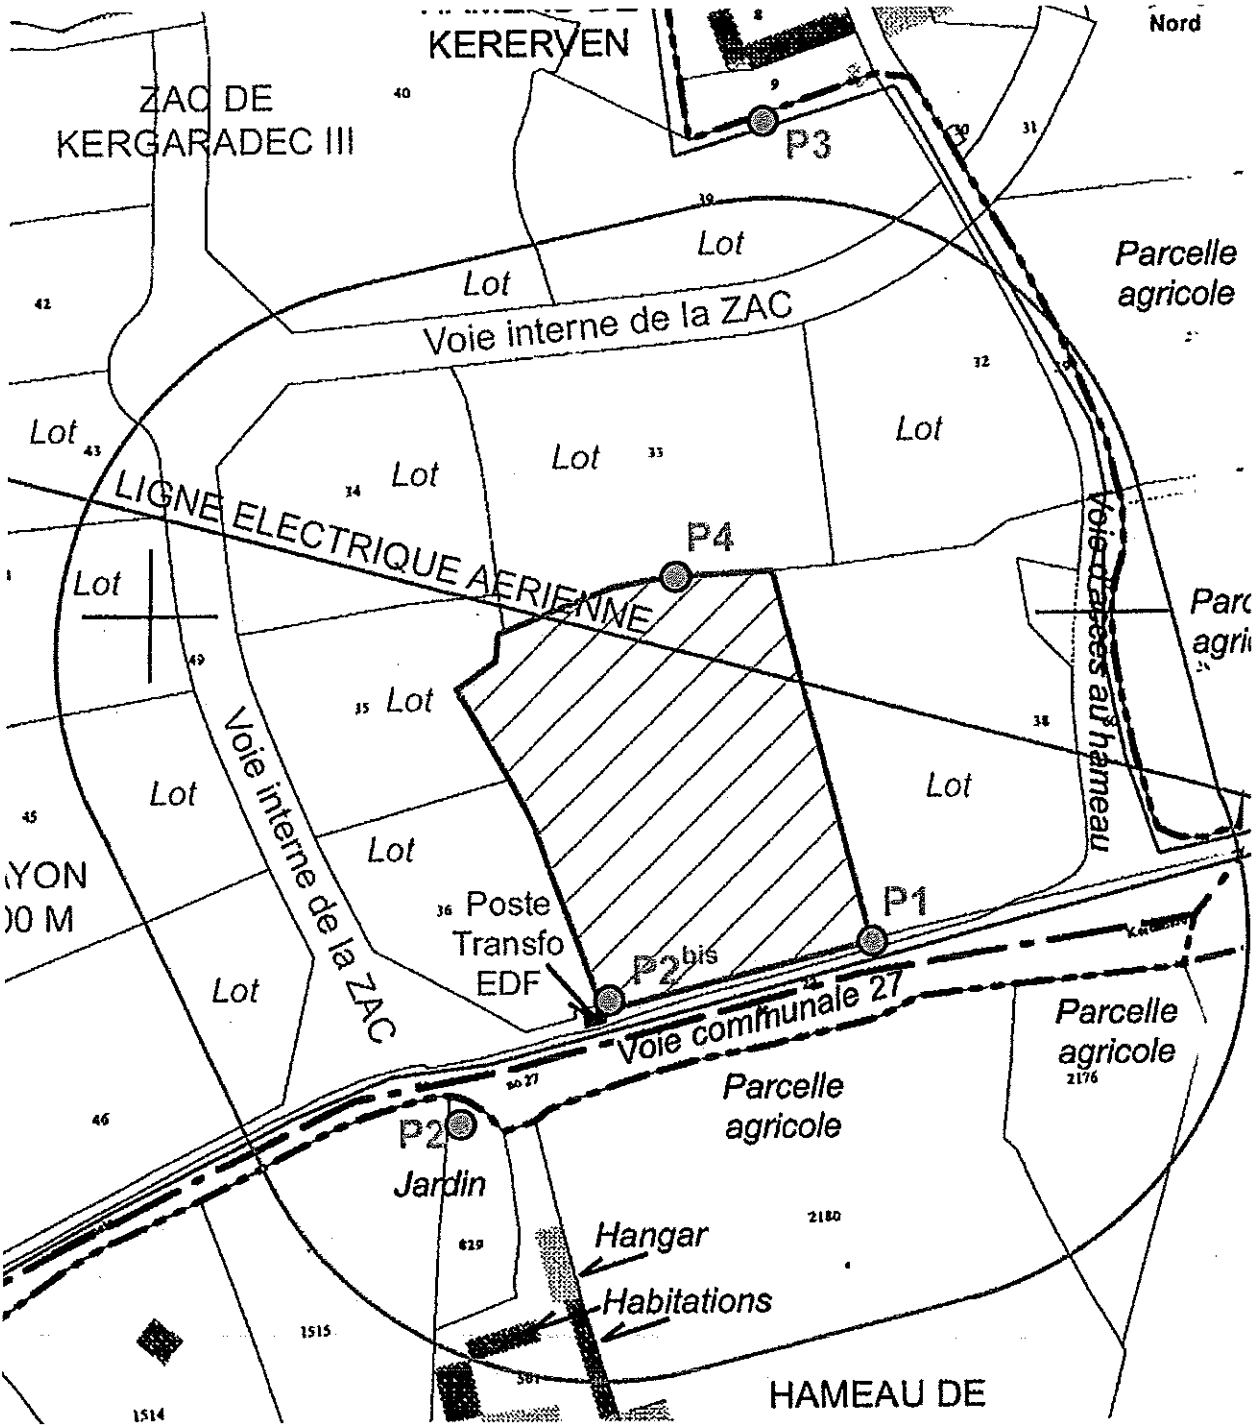 KERERVEN
Nord
8
9
ZAC DE
KERGARADEC III
40
P3
30
31
39
Lot
Lot
Parcelle
agricole
42
Voie interne de la ZAC
32
Lot
43
Lot
34
Lot
33
Lot
LIGNE ELECTRIQUE AERIENNE
P4
Voie d'accès au hameau
Lot
49
35
Lot
38
Voie interne de la ZAC
Lot
Lot
45
Lot
36
Poste
Transfo
EDF
P1
P2bis
Lot
Voie communale 27
Parcelle
agricole
2176
Parcelle
agricole
46
P2
Jardin
829
2180
Hangar
Habitations
1515
1514
HAMEAU DE